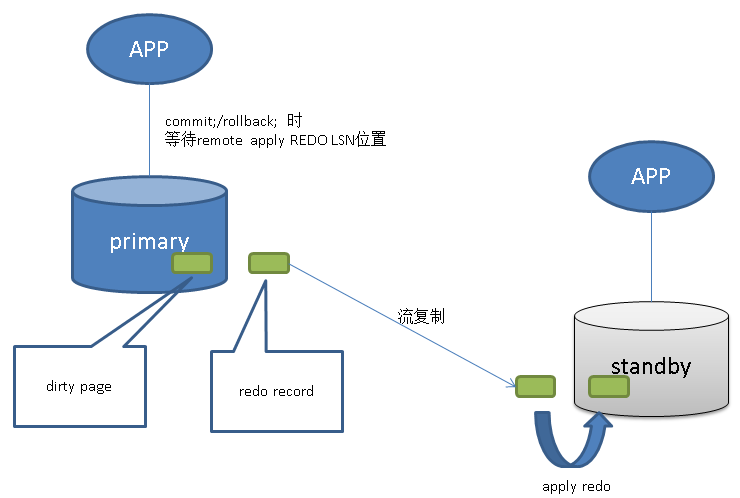 APP
commit;/rollback; 时
等待remote apply REDO LSN位置
APP
primary
流复制
standby
dirty page
redo record
apply redo